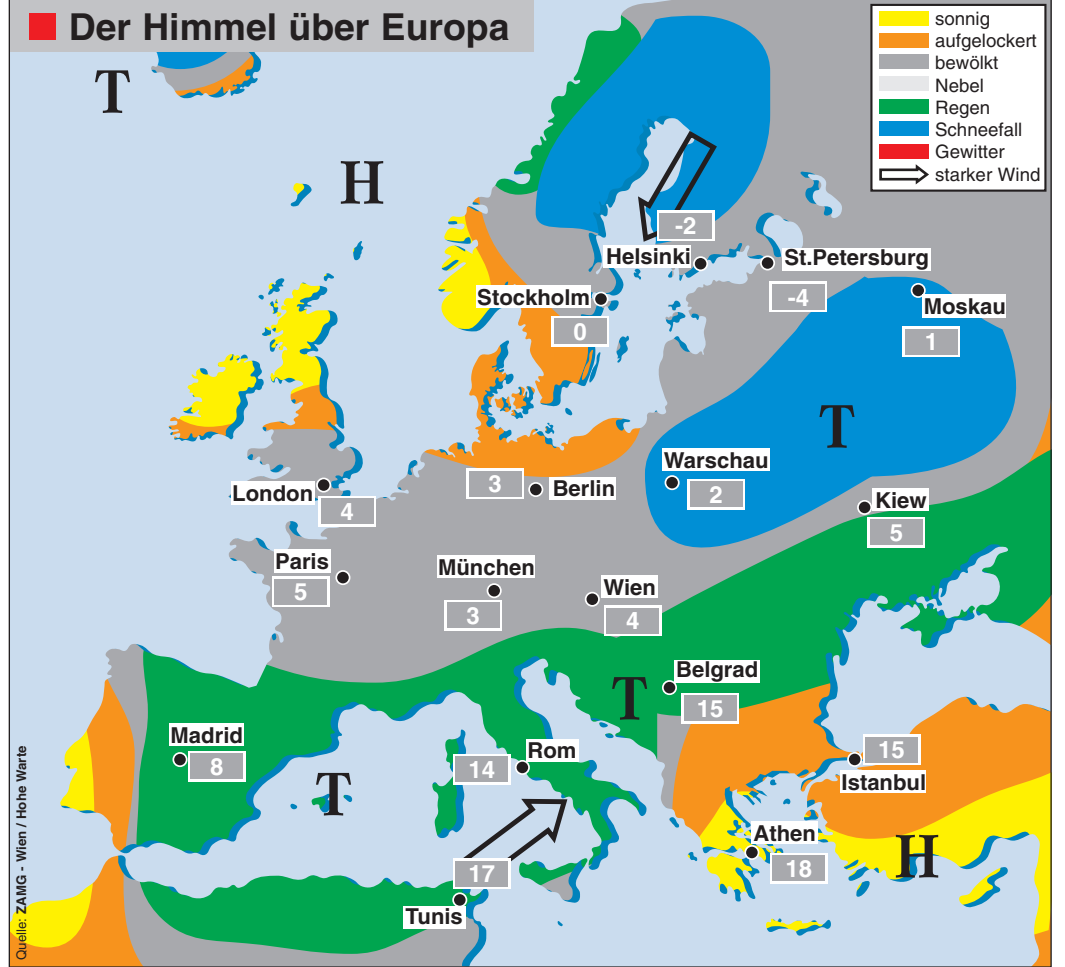 Der Himmel über Europa
sonnig
aufgelockert
bewölkt
Nebel
Regen
Schneefall
Gewitter
starker Wind
T
H
-2
Helsinki
St.Petersburg
-4
Stockholm
0
Moskau
1
T
Warschau
2
3
Berlin
London
4
Kiew
5
Paris
5
München
3
Wien
4
Belgrad
15
T
Madrid
8
Rom
14
T
15
Istanbul
Athen
18
H
17
Tunis
Quelle: ZAMG - Wien / Hohe Warte